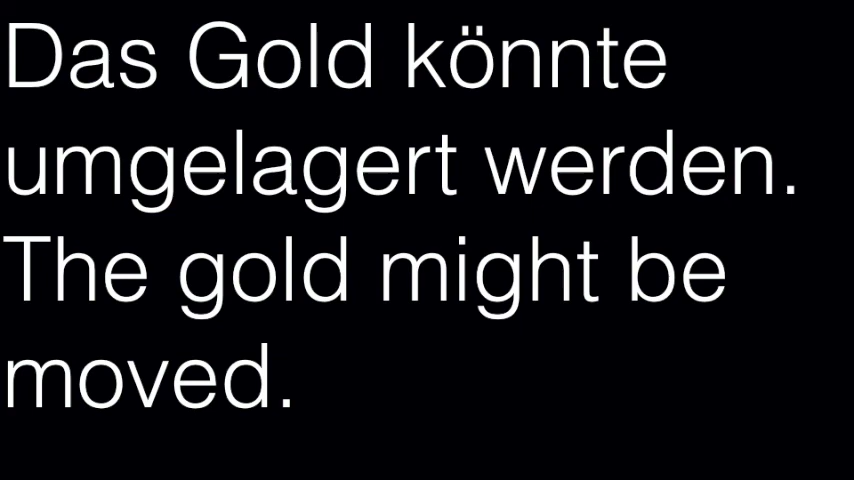 Das Gold könnte
umgelagert werden.
The gold might be
moved.